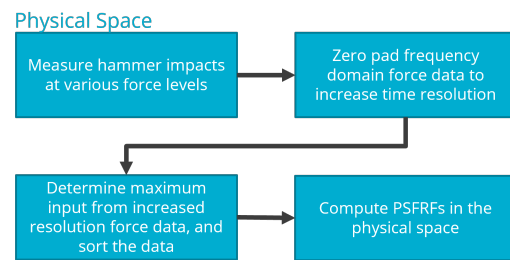 Physical Space
Measure hammer impacts
at various force levels
Zero pad frequency
domain force data to
increase time resolution
Determine maximum
input from increased
resolution force data, and
sort the data
Compute PSFRFs in the
physical space